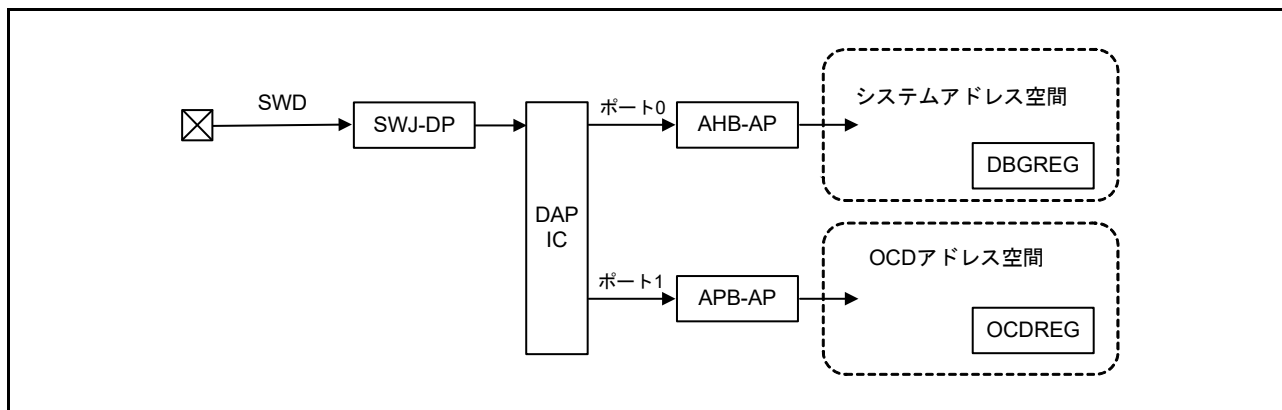 SWD
SWJ-DP
DAP
IC
ポート0
AHB-AP
システムアドレス空間
DBGREG
ポート1
APB-AP
OCDアドレス空間
OCDREG